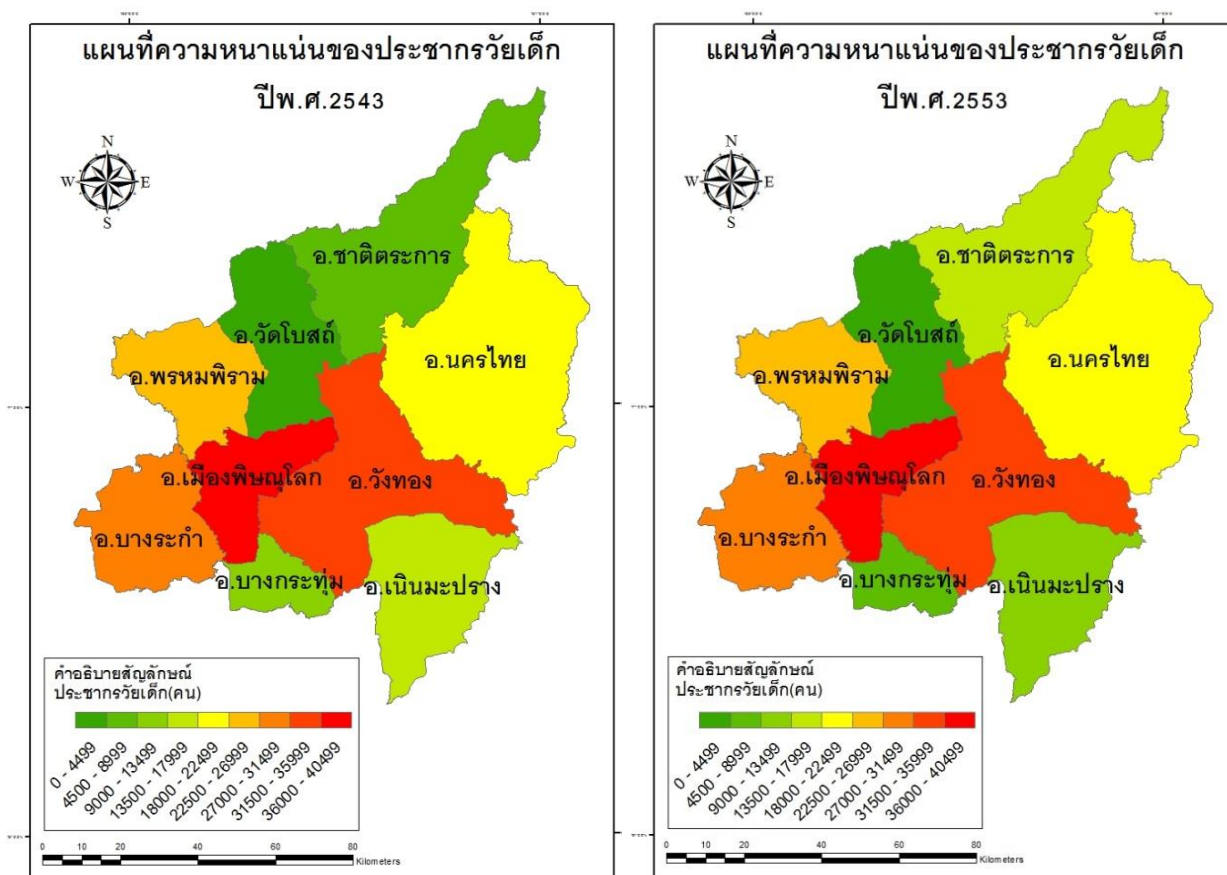 แผนที่ความหนาแน่นของประชากรวัยเด็ก
ปีพ.ศ.2543
N
W E
S
อ.ชาติตระการ
อ.วัดโบสถ์
อ.นครไทย
อ.พรหมพิราม
อ.เมืองพิษณุโลก
อ.วังทอง
อ.บางระกำ
อ.บางกระทุ่ม
อ.เนินมะปราง
คำอธิบายสัญลักษณ์
ประชากรวัยเด็ก(คน)
0 - 4499
4500 - 8999
9000 - 13499
13500 - 17999
18000 - 22499
22500 - 26999
27000 - 31499
31500 - 35999
36000 - 40499
0 10 20 40 60 80
Kilometers
แผนที่ความหนาแน่นของประชากรวัยเด็ก
ปีพ.ศ.2553
N
W E
S
อ.ชาติตระการ
อ.วัดโบสถ์
อ.นครไทย
อ.พรหมพิราม
อ.เมืองพิษณุโลก
อ.วังทอง
อ.บางระกำ
อ.บางกระทุ่ม
อ.เนินมะปราง
คำอธิบายสัญลักษณ์
ประชากรวัยเด็ก(คน)
0 - 4499
4500 - 8999
9000 - 13499
13500 - 17999
18000 - 22499
22500 - 26999
27000 - 31499
31500 - 35999
36000 - 40499
0 10 20 40 60 80
Kilometers